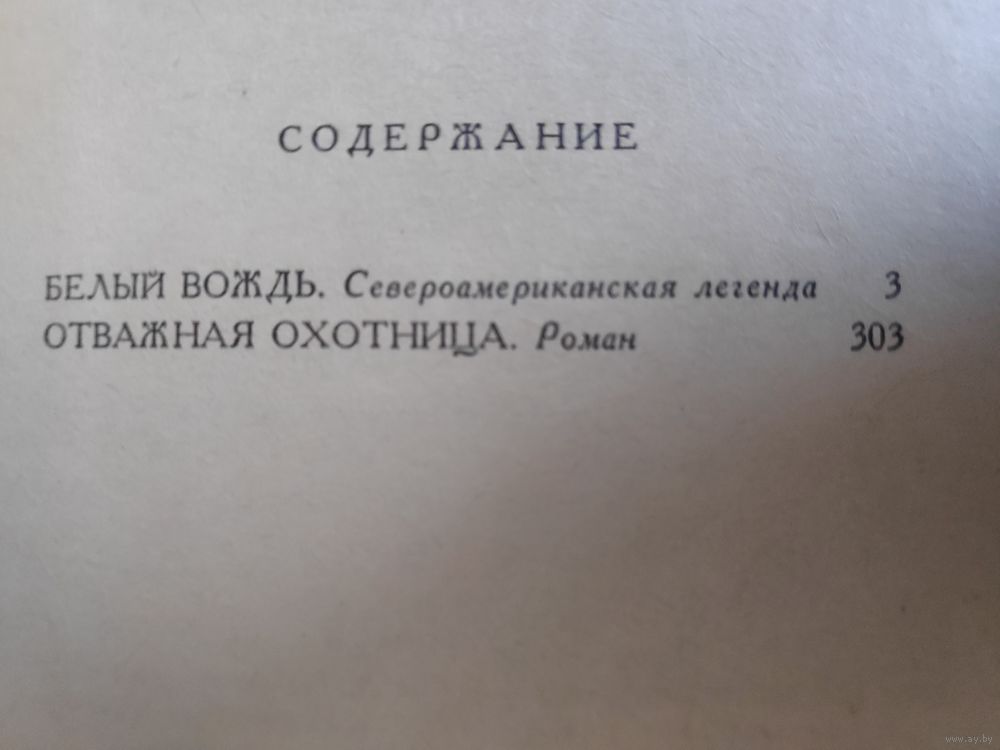 СОДЕРЖАНИЕ
БЕЛЫЙ ВОЖДЬ. Североамериканская легенда 3
ОТВАЖНАЯ ОХОТНИЦА. Роман 303
www.ay.by